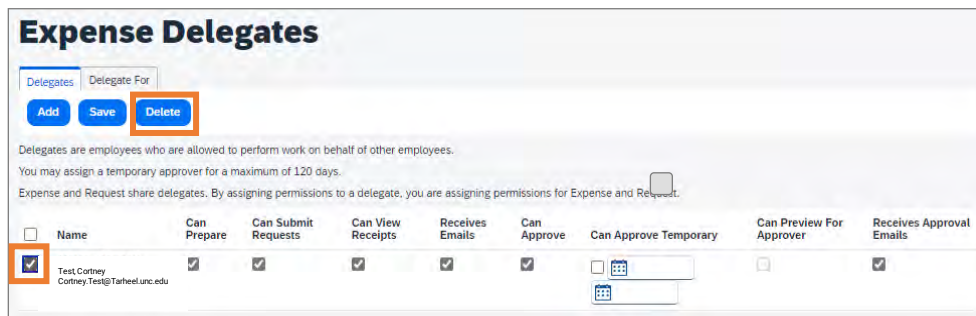 Expense Delegates
Delegates Delegate For
Add Save Delete
Delegates are employees who are allowed to perform work on behalf of other employees.
You may assign a temporary approver for a maximum of 120 days.
Expense and Request share delegates. By assigning permissions to a delegate, you are assigning permissions for Expense and Request.
Name Can Prepare Can Submit Requests Can View Receipts Receives Emails Can Approve Can Approve Temporary Can Preview For Approver Receives Approval Emails
Test, Cortney
Cortney.Test@Tarheel.unc.edu